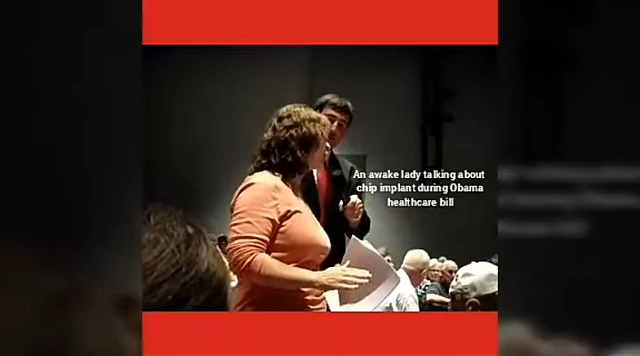 An awake lady talking about
chip implant during Obama
healthcare bill